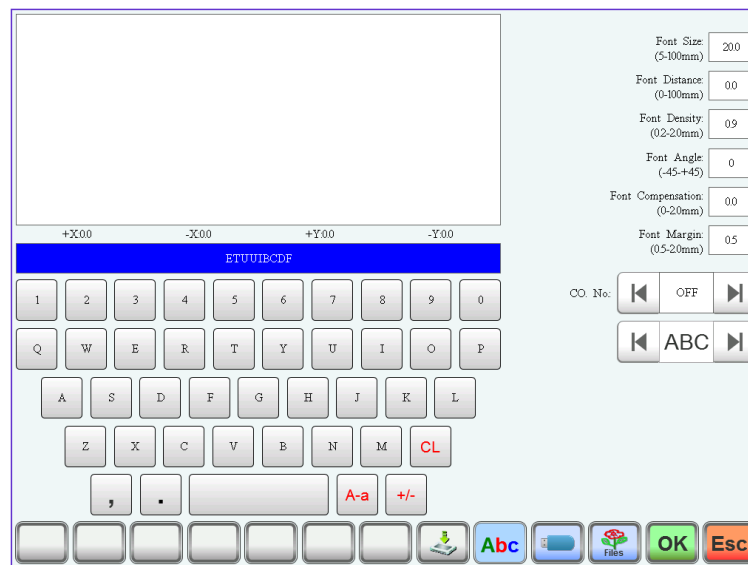 Font Size: 20.0
(5-100mm)
Font Distance: 0.0
(0-100mm)
Font Density: 0.9
(0.2-2.0mm)
Font Angle: 0
(-45-+45)
Font Compensation: 0.0
(0-2.0mm)
Font Margin: 0.5
(0.5-2.0mm)
+X:0.0 -X:0.0 +Y:0.0 -Y:0.0
ETUUIBCDF
CO. No.: OFF
ABC
1 2 3 4 5 6 7 8 9 0
Q W E R T Y U I O P
A S D F G H J K L
Z X C V B N M CL
, . A-a +/-
Abc Files OK Esc